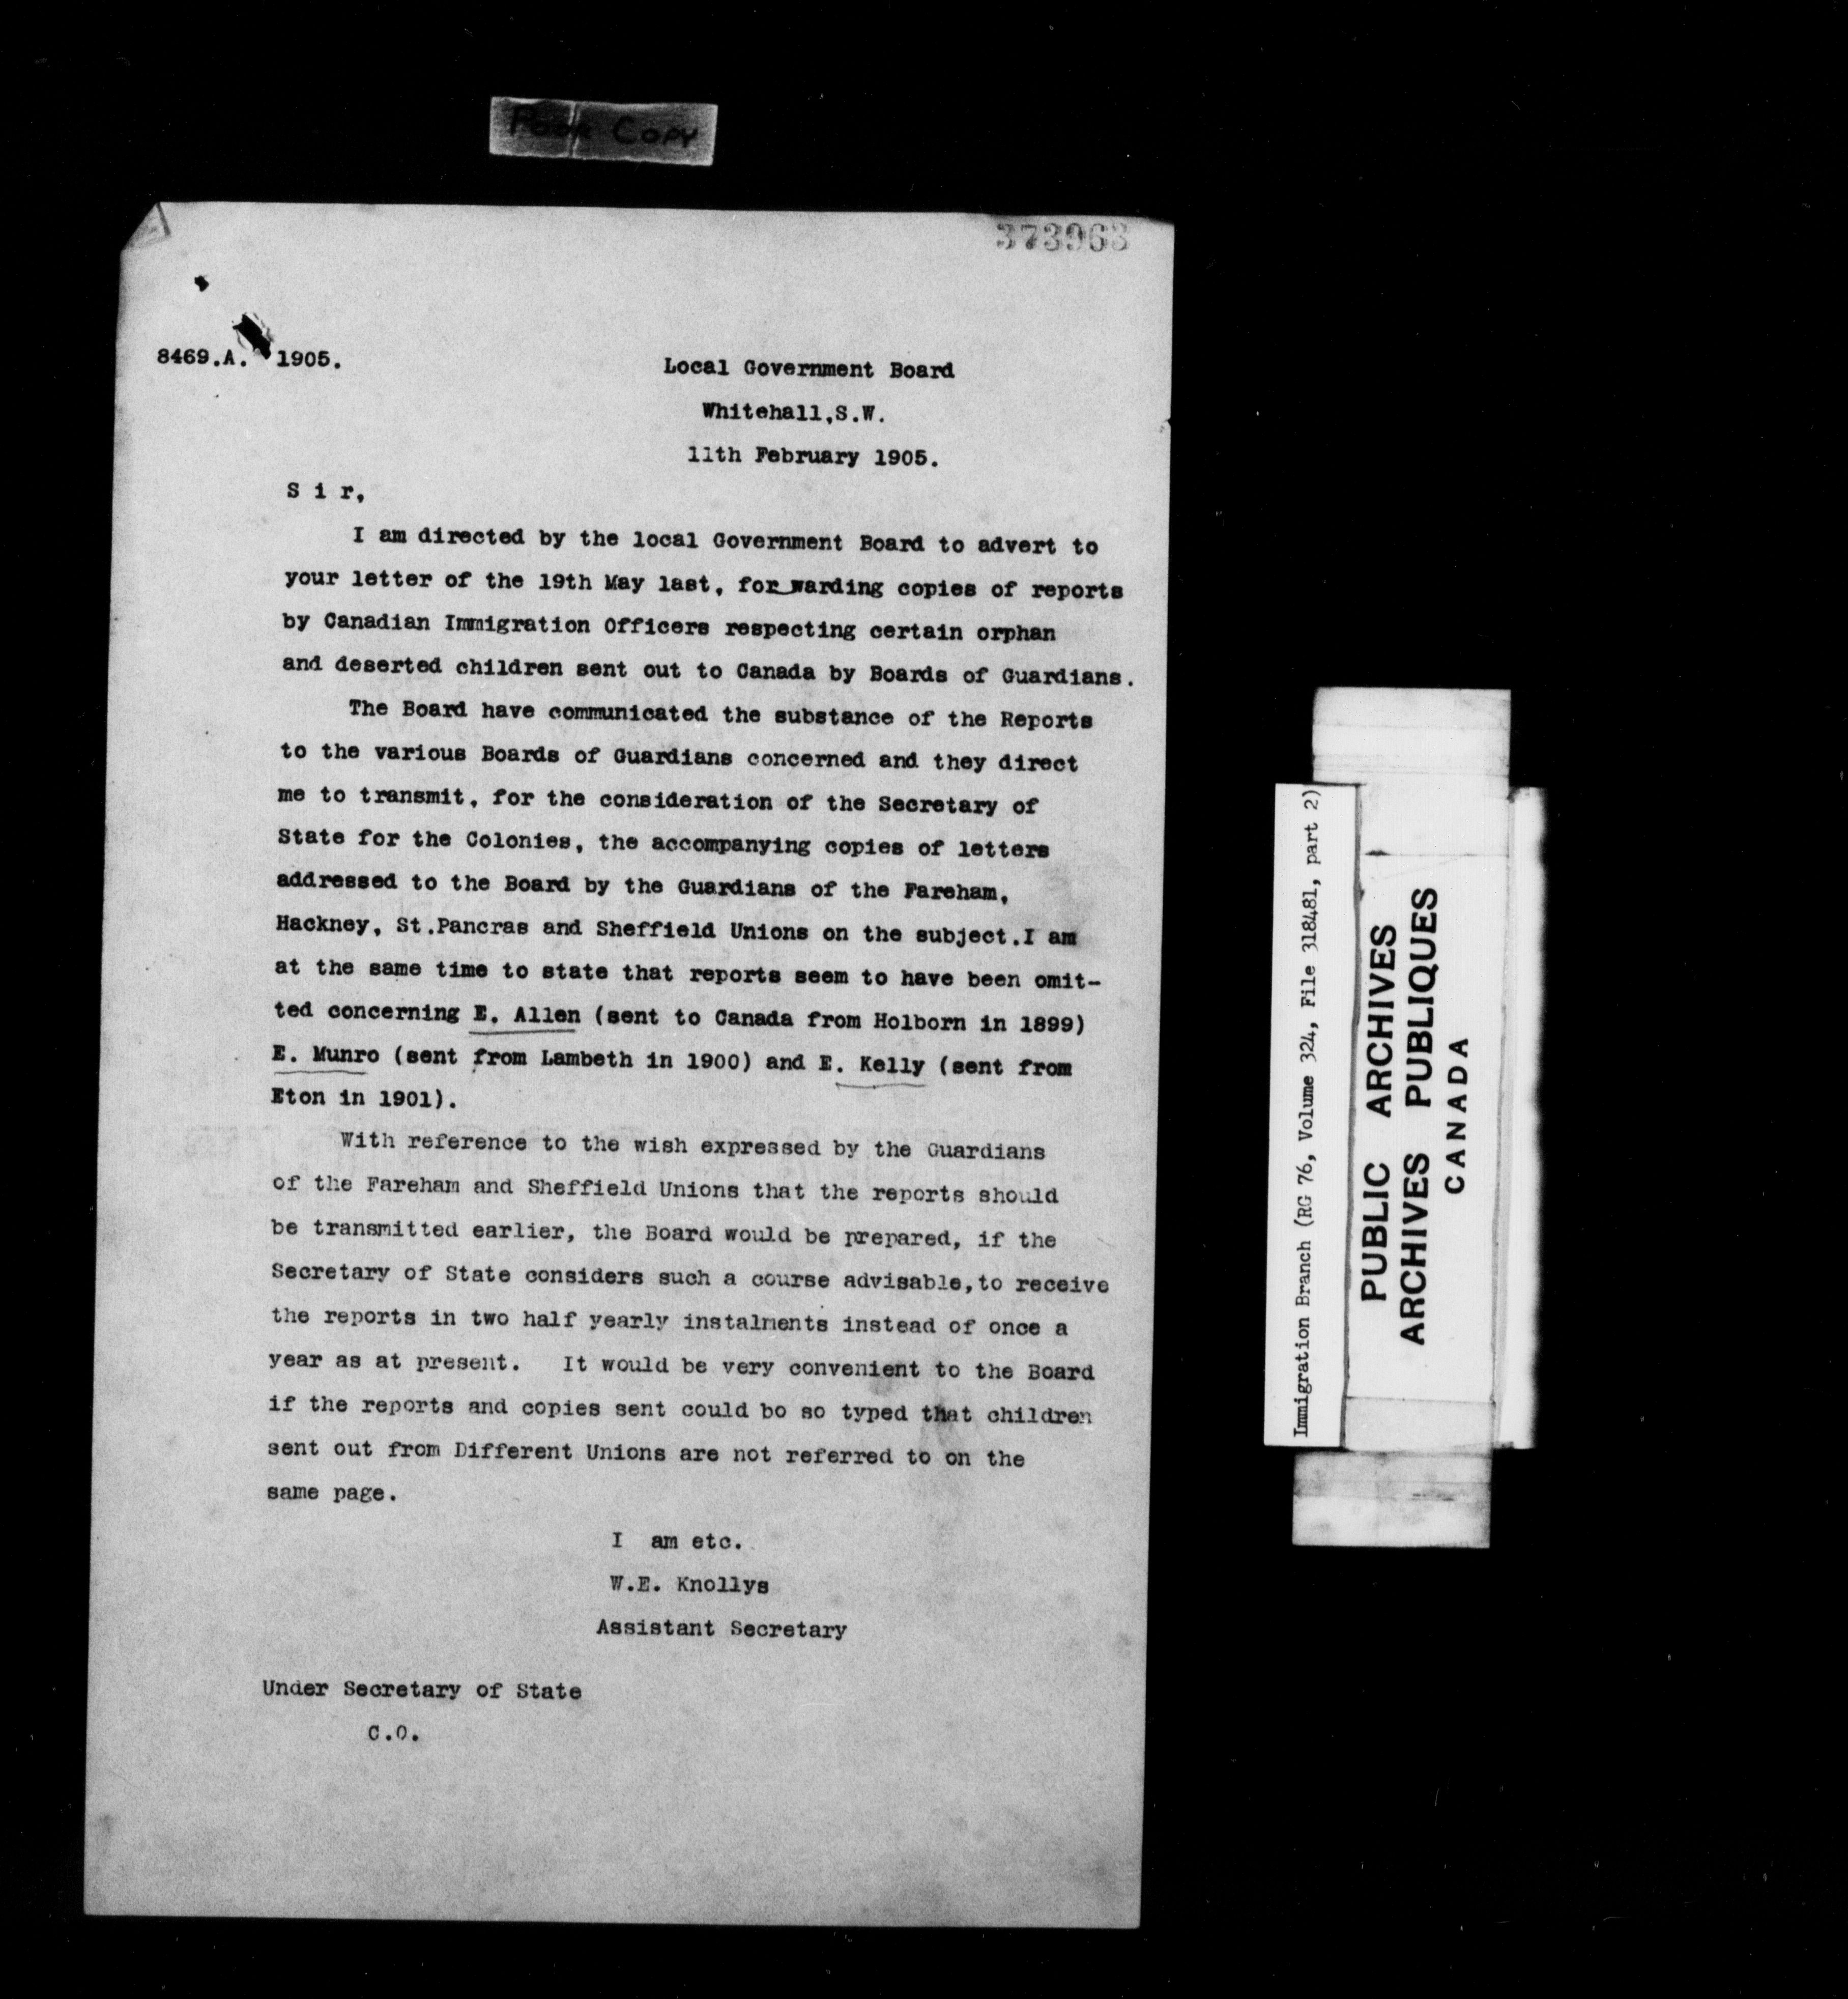 Poor Copy
373963
8469.A. 1905.
Local Government Board
Whitehall,S.W.
11th February 1905.
S i r,
I am directed by the local Government Board to advert to
your letter of the 19th May last, for warding copies of reports
by Canadian Immigration Officers respecting certain orphan
and deserted children sent out to Canada by Boards of Guardians.
The Board have communicated the substance of the Reports
to the various Boards of Guardians concerned and they direct
me to transmit, for the consideration of the Secretary of
State for the Colonies, the accompanying copies of letters
addressed to the Board by the Guardians of the Fareham,
Hackney, St.Pancras and Sheffield Unions on the subject.I am
at the same time to state that reports seem to have been omit-
ted concerning E. Allen (sent to Canada from Holborn in 1899)
E. Munro (sent from Lambeth in 1900) and E. Kelly (sent from
Eton in 1901).
With reference to the wish expressed by the Guardians
of the Fareham and Sheffield Unions that the reports should
be transmitted earlier, the Board would be prepared, if the
Secretary of State considers such a course advisable,to receive
the reports in two half yearly instalments instead of once a
year as at present. It would be very convenient to the Board
if the reports and copies sent could bo so typed that children
sent out from Different Unions are not referred to on the
same page.
I am etc.
W.E. Knollys
Assistant Secretary
Under Secretary of State
C.O.
Immigration Branch (RG 76, Volume 324, File 318481, part 2)
PUBLIC ARCHIVES
ARCHIVES PUBLIQUES
CANADA